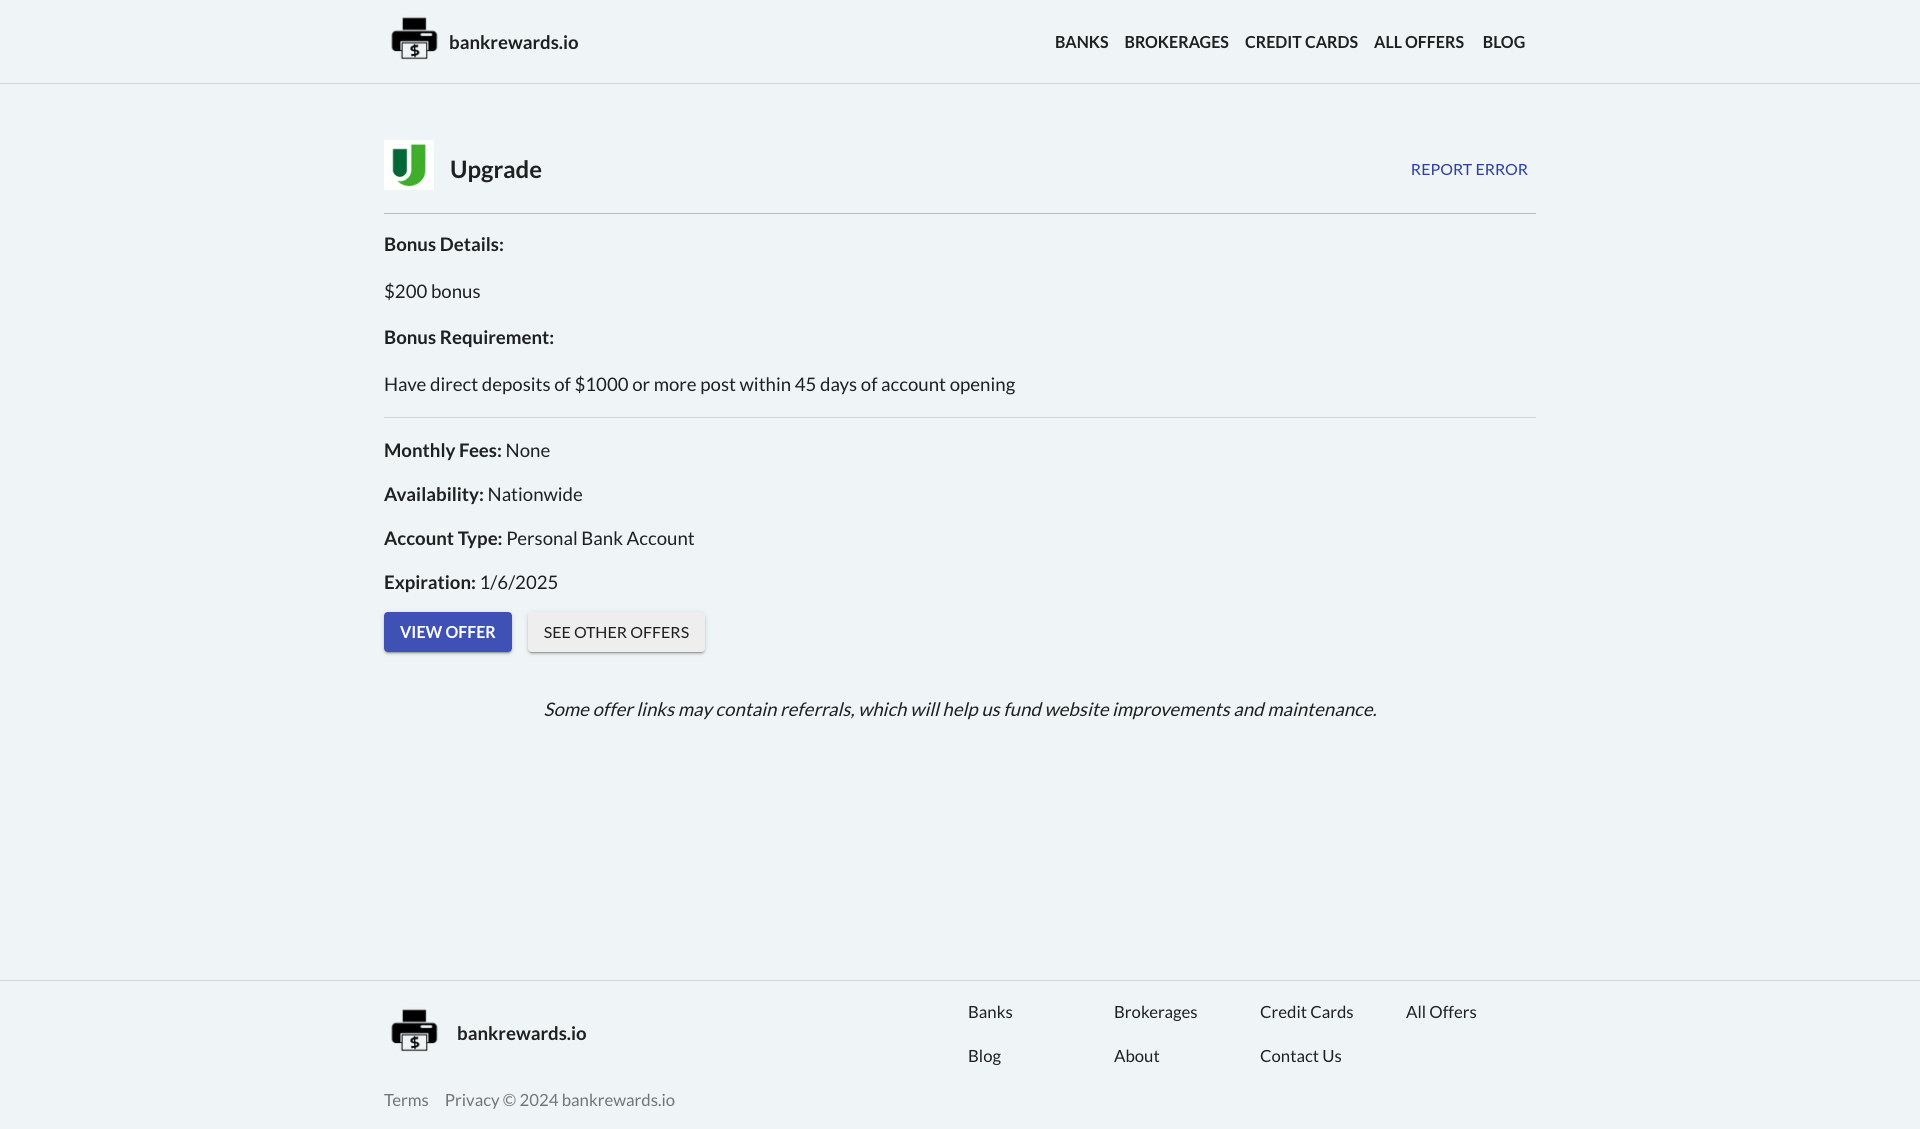 bankrewards.io
BANKS BROKERAGES CREDIT CARDS ALL OFFERS BLOG
Upgrade
REPORT ERROR
Bonus Details:
$200 bonus
Bonus Requirement:
Have direct deposits of $1000 or more post within 45 days of account opening
Monthly Fees: None
Availability: Nationwide
Account Type: Personal Bank Account
Expiration: 1/6/2025
VIEW OFFER SEE OTHER OFFERS
Some offer links may contain referrals, which will help us fund website improvements and maintenance.
bankrewards.io
Banks Brokerages Credit Cards All Offers
Blog About Contact Us
Terms Privacy © 2024 bankrewards.io